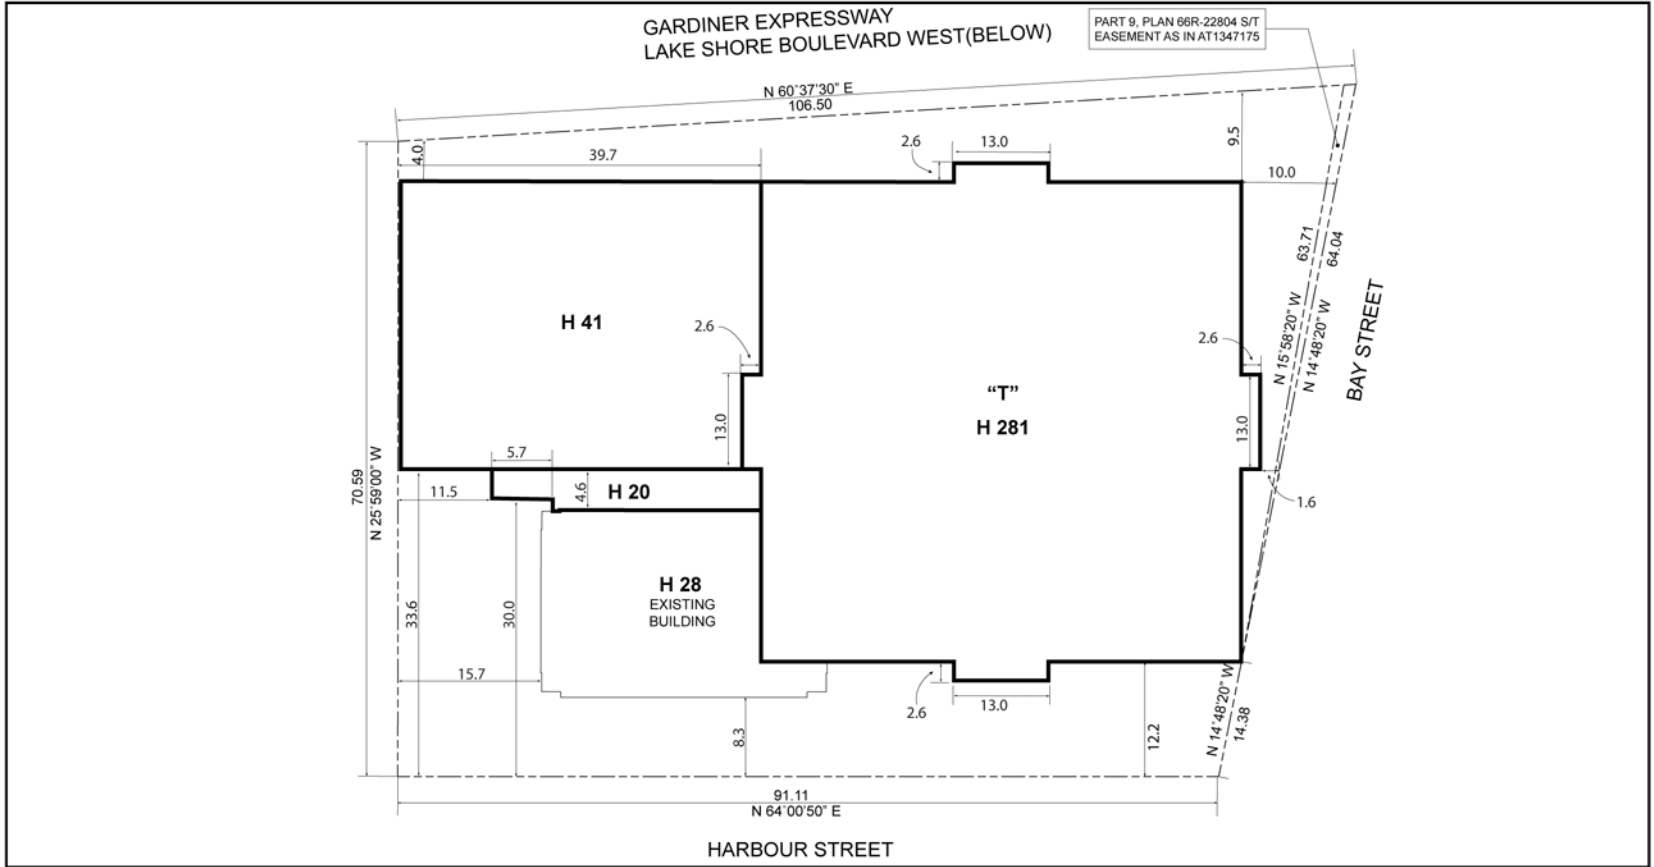 GARDINER EXPRESSWAY
LAKE SHORE BOULEVARD WEST(BELOW)
PART 9, PLAN 66R-22804 S/T
EASEMENT AS IN AT1347175
N 60˚37'30" E
106.50
4.0
39.7
2.6
13.0
9.5
10.0
63.71
64.04
N 15˚58'20" W
N 14˚48'20" W
BAY STREET
H 41
2.6
13.0
"T"
H 281
2.6
13.0
1.6
70.59
N 25˚59'00" W
5.7
11.5
4.6
H 20
33.6
30.0
H 28
EXISTING
BUILDING
15.7
8.3
2.6
13.0
12.2
N 14˚48'20" W
14.38
91.11
N 64˚00'50" E
HARBOUR STREET